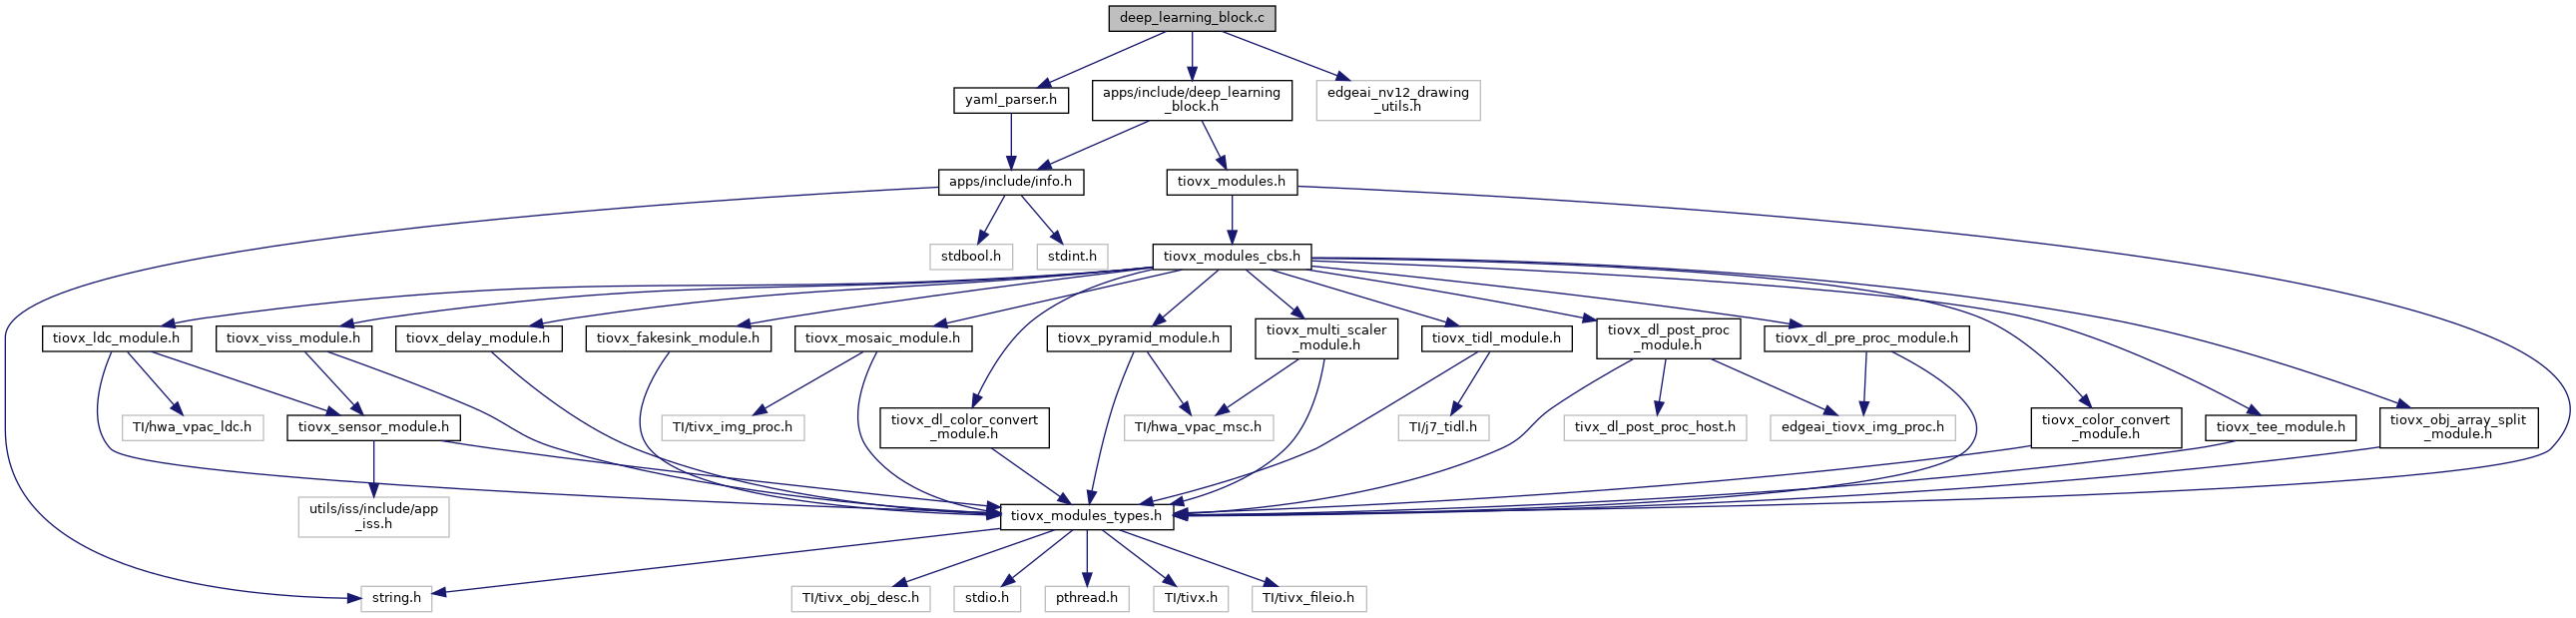 deep_learning_block.c
yaml_parser.h
apps/include/deep_learning
_block.h
edgeai_nv12_drawing
_utils.h
apps/include/info.h
tiovx_modules.h
stdbool.h
stdint.h
tiovx_modules_cbs.h
tiovx_ldc_module.h
tiovx_viss_module.h
tiovx_delay_module.h
tiovx_fakesink_module.h
tiovx_mosaic_module.h
tiovx_pyramid_module.h
tiovx_multi_scaler
_module.h
tiovx_tidl_module.h
tiovx_dl_post_proc
_module.h
tiovx_dl_pre_proc_module.h
TI/hwa_vpac_ldc.h
tiovx_sensor_module.h
TI/tivx_img_proc.h
tiovx_dl_color_convert
_module.h
TI/hwa_vpac_msc.h
TI/j7_tidl.h
tivx_dl_post_proc_host.h
edgeai_tiovx_img_proc.h
tiovx_color_convert
_module.h
tiovx_tee_module.h
tiovx_obj_array_split
_module.h
utils/iss/include/app
_iss.h
tiovx_modules_types.h
string.h
TI/tivx_obj_desc.h
stdio.h
pthread.h
TI/tivx.h
TI/tivx_fileio.h